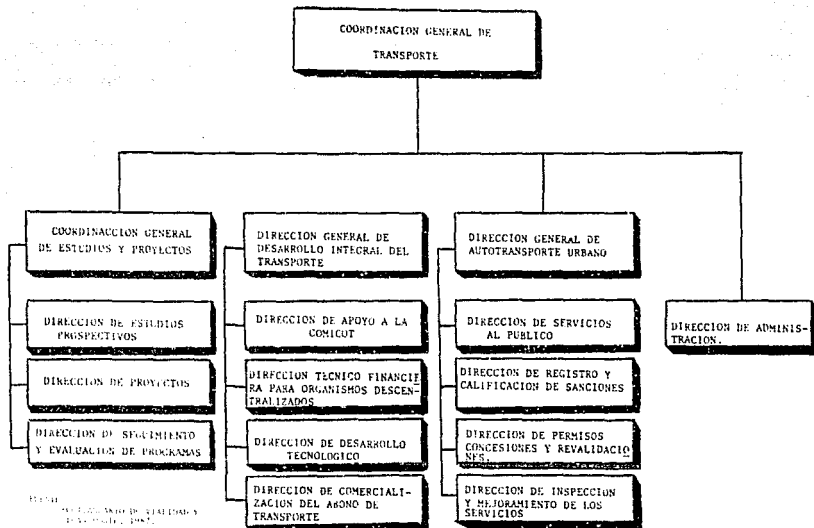 COORDINACION GENERAL DE
TRANSPORTE
COORDINACCION GENERAL
DE ESTUDIOS Y PROYECTOS
DIRECCION DE ESTUDIOS
PROSPECTIVOS
DIRECCION DE PROYECTOS
DIRECCION DE SEGUIMIENTO
Y EVALUACION DE PROGRAMAS
DIRECCION GENERAL DE
DESARROLLO INTEGRAL DEL
TRANSPORTE
DIRECCION DE APOYO A LA
COMICUT
DIRECCION TECNICO FINANCIE
RA PARA ORGANISMOS DESCEN-
TRALIZADOS
DIRECCION DE DESARROLLO
TECNOLOGICO
DIRECCION DE COMERCIALI-
ZACION DEL ABONO DE
TRANSPORTE
DIRECCION GENERAL DE
AUTOTRANSPORTE URBANO
DIRECCION DE SERVICIOS
AL PUBLICO
DIRECCION DE REGISTRO Y
CALIFICACION DE SANCIONES
DIRECCION DE PERMISOS
CONCESIONES Y REVALIDACIO
NES.
DIRECCION DE INSPECCION
Y MEJORAMIENTO DE LOS
SERVICIOS
DIRECCION DE ADMINIS-
TRACION.